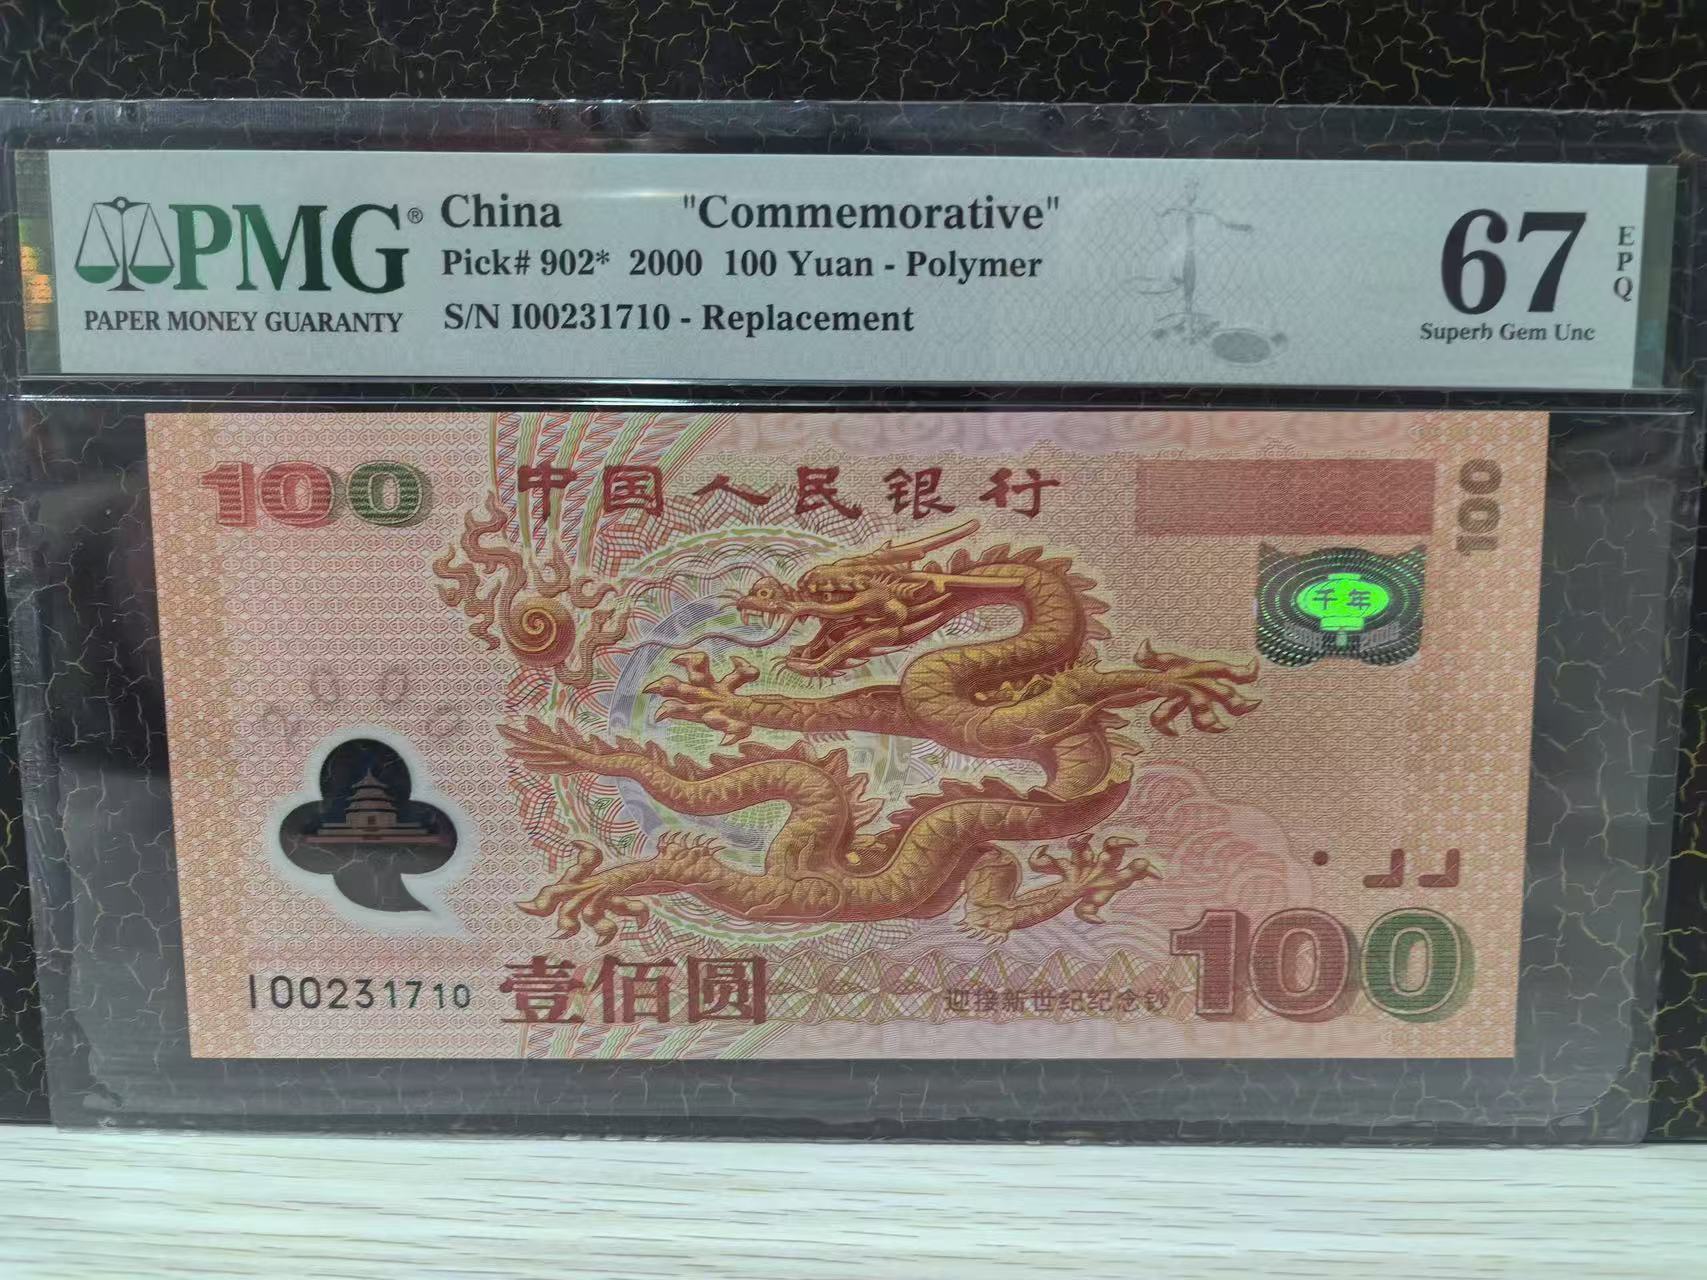 PMG® China "Commemorative"
Pick# 902* 2000 100 Yuan - Polymer
PAPER MONEY GUARANTY
S/N I00231710 - Replacement
67
EPQ
Superb Gem Unc
100 中国人民银行 100
千年
2000
I00231710 壹佰圆
迎接新世纪纪念钞
100